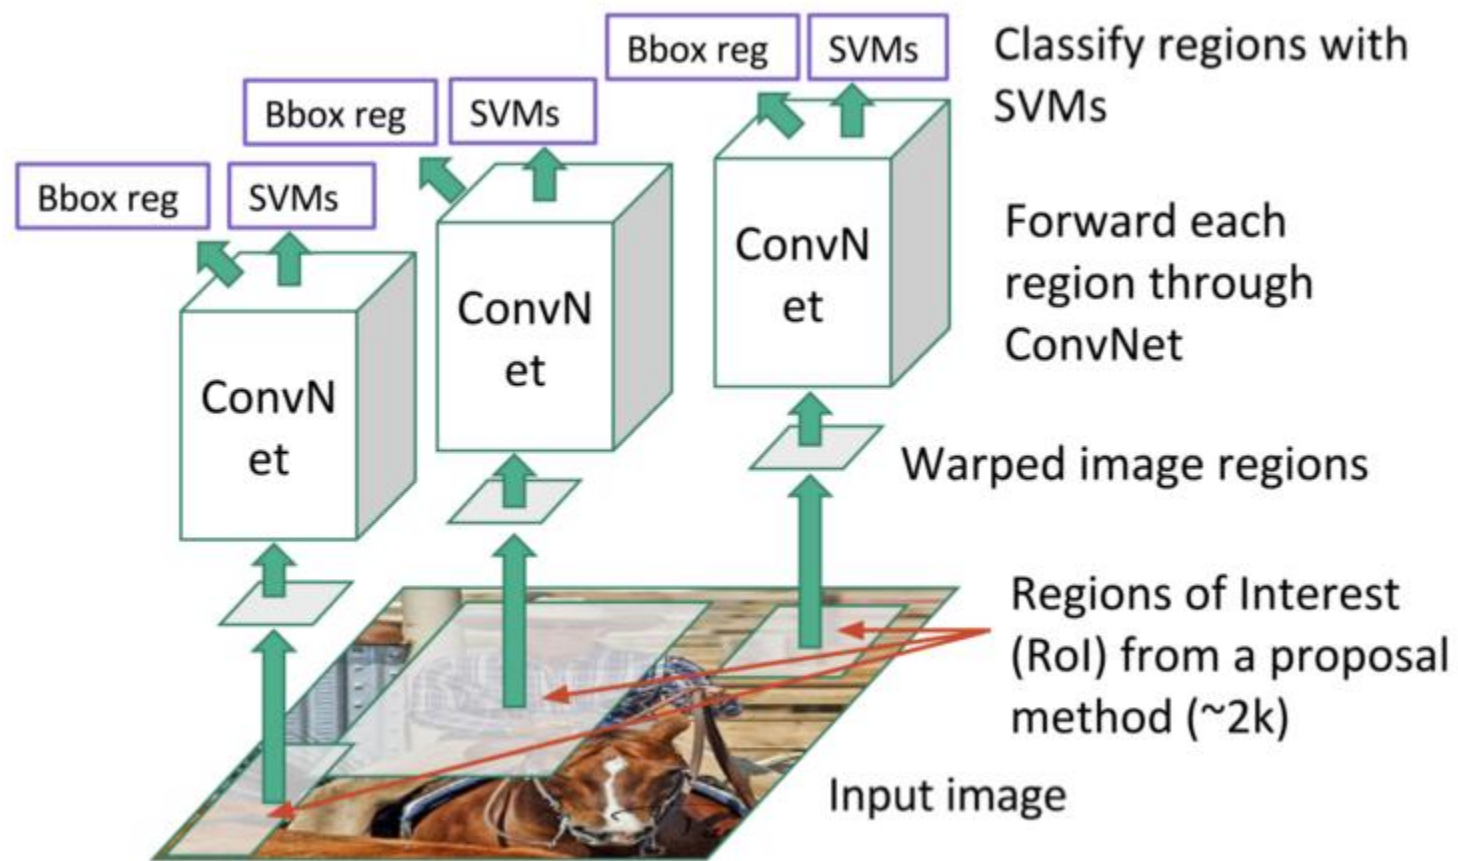 Bbox reg
SVMs
Classify regions with
SVMs
Bbox reg
SVMs
Bbox reg
SVMs
Forward each
region through
ConvNet
ConvN
et
ConvN
et
ConvN
et
Warped image regions
Regions of Interest
(RoI) from a proposal
method (~2k)
Input image